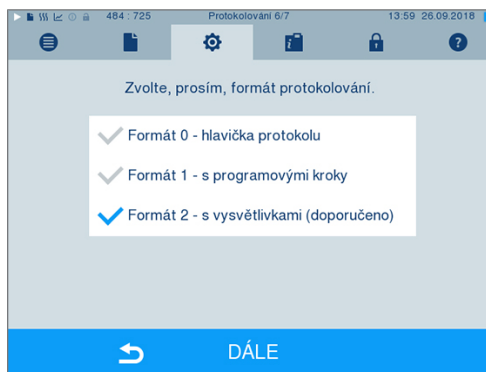 484 : 725 Protokolování 6/7 13:59 26.09.2018
Zvolte, prosím, formát protokolování.
Formát 0 - hlavička protokolu
Formát 1 - s programovými kroky
Formát 2 - s vysvětlivkami (doporučeno)
DÁLE